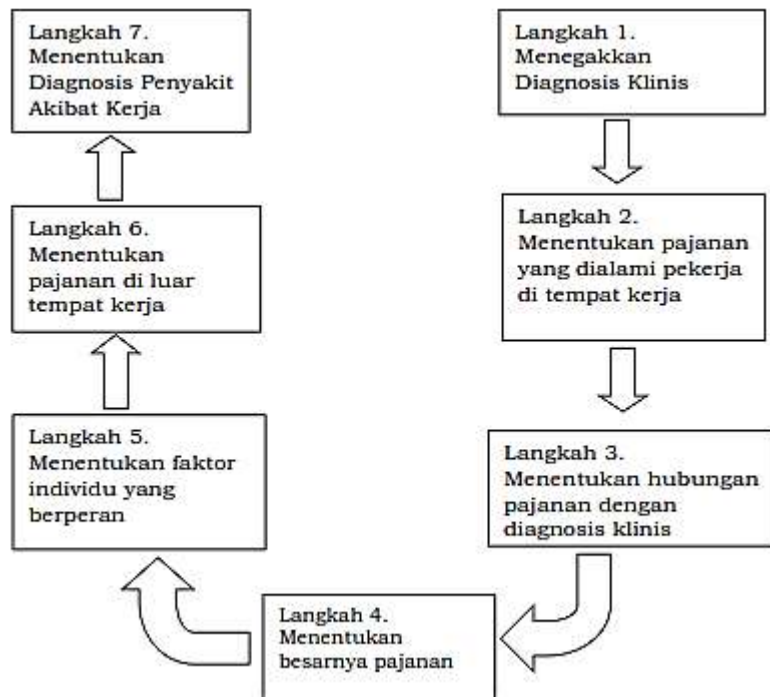 Langkah 1.
Menegakkan
Diagnosis Klinis
Langkah 2.
Menentukan pajanan
yang dialami pekerja
di tempat kerja
Langkah 3.
Menentukan hubungan
pajanan dengan
diagnosis klinis
Langkah 4.
Menentukan
besarnya pajanan
Langkah 5.
Menentukan faktor
individu yang
berperan
Langkah 6.
Menentukan
pajanan di luar
tempat kerja
Langkah 7.
Menentukan
Diagnosis Penyakit
Akibat Kerja